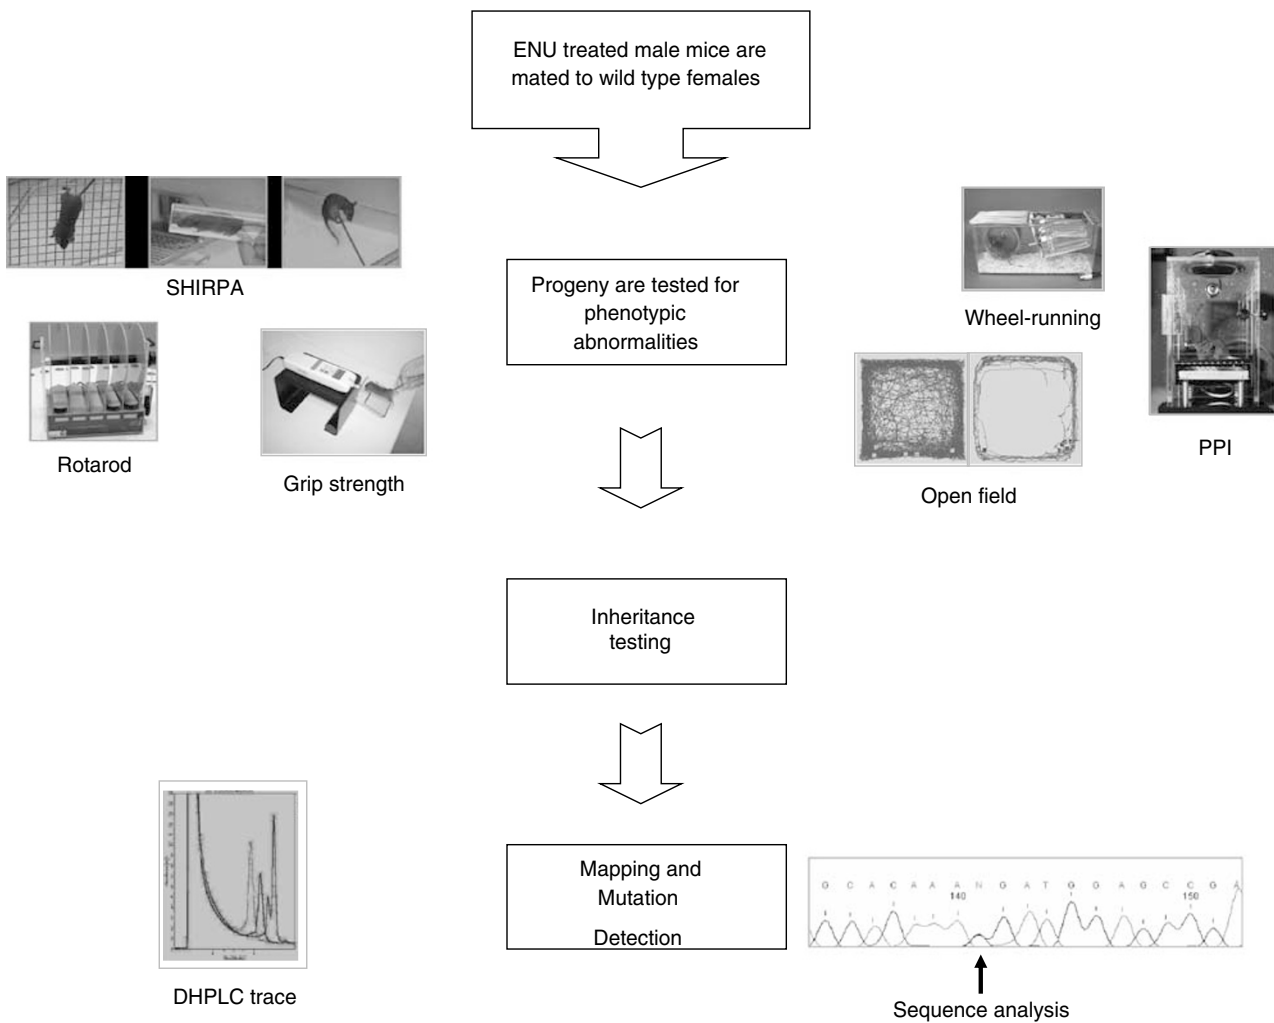 ENU treated male mice are
mated to wild type females
SHIRPA
Progeny are tested for
phenotypic
abnormalities
Wheel-running
Rotarod
Grip strength
Open field
PPI
Inheritance
testing
Mapping and
Mutation
Detection
G C A C A A A N G A T G G A G C C G A
140 150
DHPLC trace
Sequence analysis